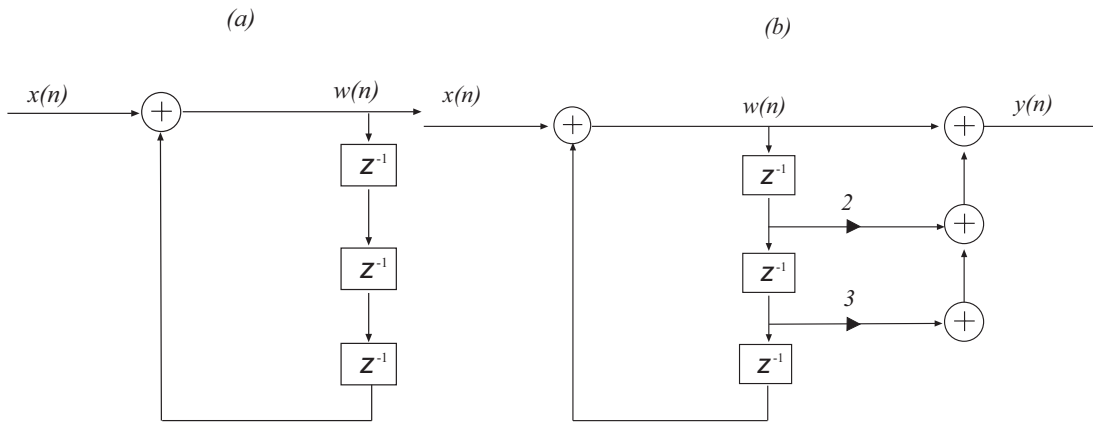 (a)
(b)
x(n)
w(n)
x(n)
w(n)
y(n)
+
+
+
z⁻¹
z⁻¹
2
+
z⁻¹
z⁻¹
3
+
z⁻¹
z⁻¹